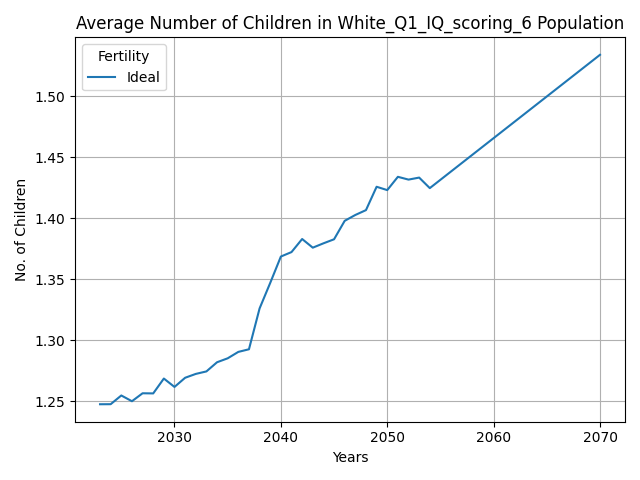 Average Number of Children in White_Q1_IQ_scoring_6 Population
Fertility
Ideal
No. of Children
1.50
1.45
1.40
1.35
1.30
1.25
2030 2040 2050 2060 2070
Years